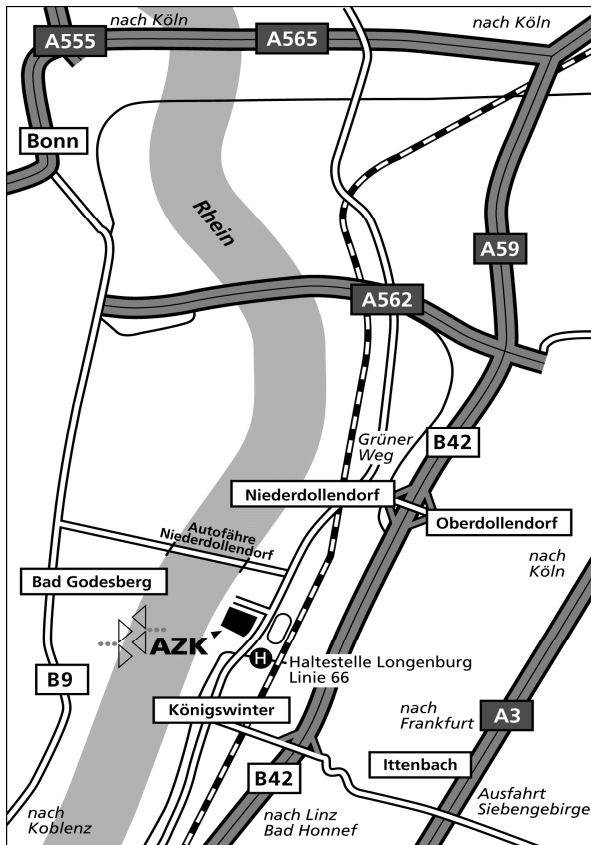 nach Köln
nach Köln
A555
A565
Bonn
Rhein
A59
A562
Grüner
Weg
B42
Niederdollendorf
Oberdollendorf
Autofähre
Niederdollendorf
nach
Köln
Bad Godesberg
AZK
H
Haltestelle Longenburg
Linie 66
B9
Königswinter
nach
Frankfurt
A3
Ittenbach
B42
Ausfahrt
Siebengebirge
nach
Koblenz
nach Linz
Bad Honnef